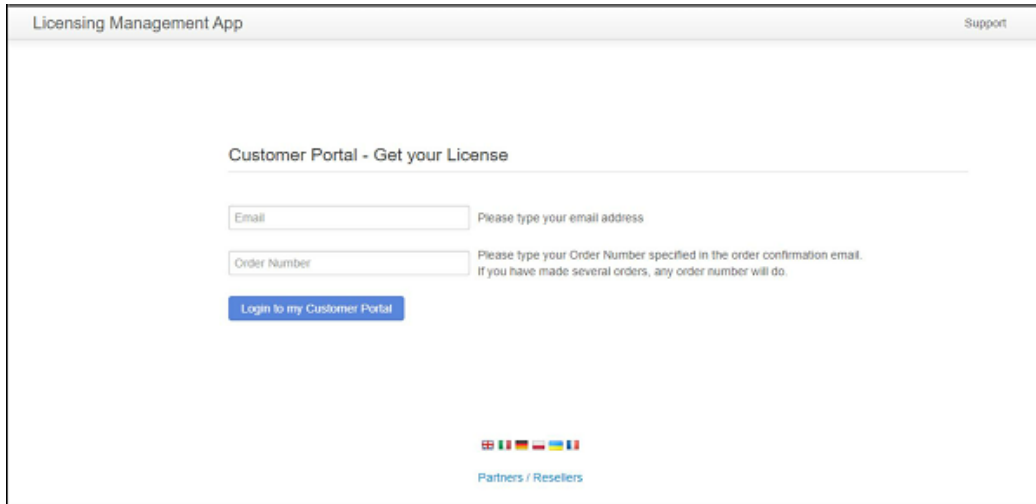 Licensing Management App
Support
Customer Portal - Get your License
Email
Please type your email address
Order Number
Please type your Order Number specified in the order confirmation email.
If you have made several orders, any order number will do.
Login to my Customer Portal
Partners / Resellers